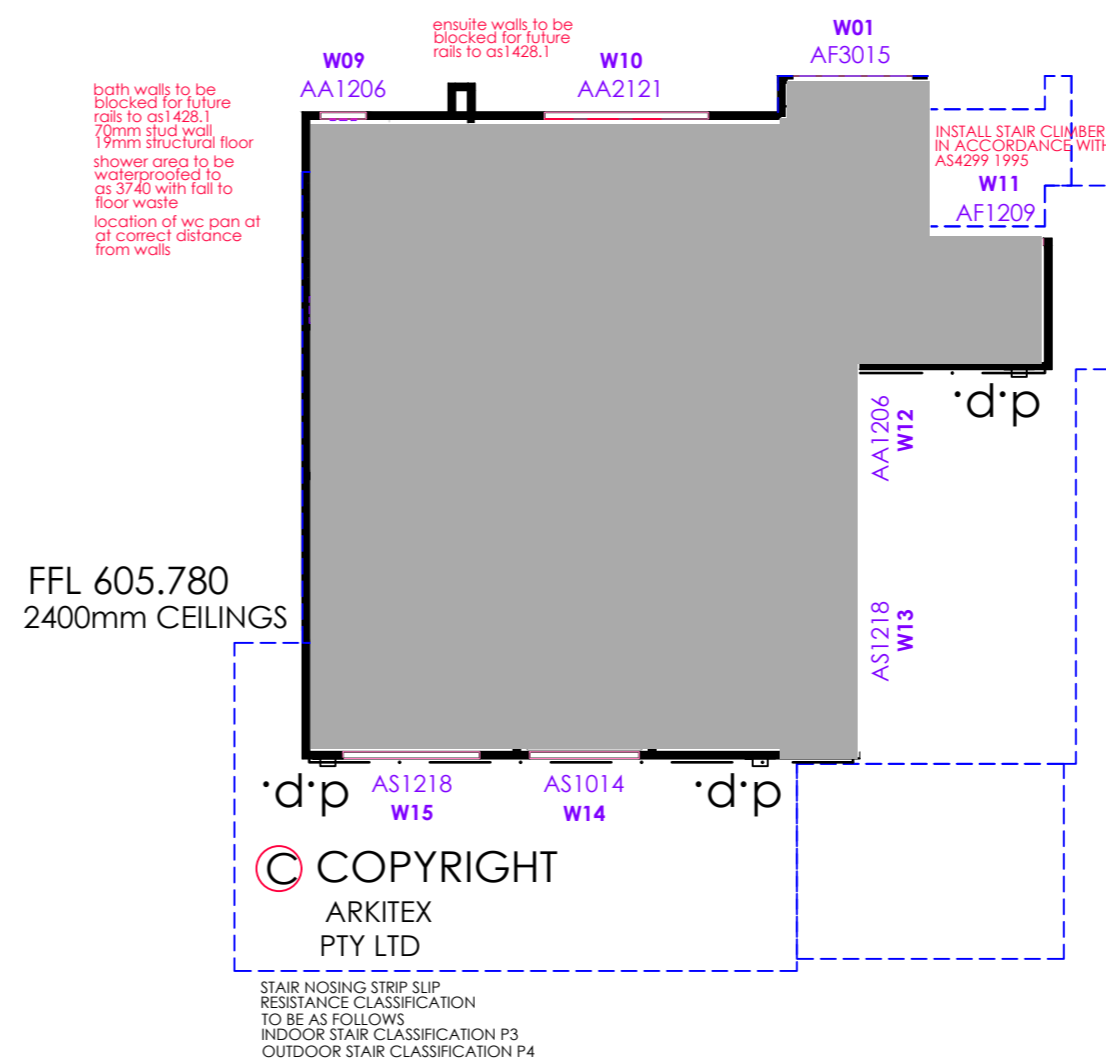 ensuite walls to be
blocked for future
rails to as1428.1
W01
AF3015
W09
AA1206
W10
AA2121
bath walls to be
blocked for future
rails to as1428.1
70mm stud wall
19mm structural floor
shower area to be
waterproofed to
as 3740 with fall to
floor waste
location of wc pan at
at correct distance
from walls
INSTALL STAIR CLIMBER
IN ACCORDANCE WITH
AS4299 1995
W11
AF1209
d.p.
AA1206
W12
AS1218
W13
FFL 605.780
2400mm CEILINGS
d.p.
AS1218
W15
AS1014
W14
d.p.
© COPYRIGHT
ARKITEX
PTY LTD
STAIR NOSING STRIP SLIP
RESISTANCE CLASSIFICATION
TO BE AS FOLLOWS
INDOOR STAIR CLASSIFICATION P3
OUTDOOR STAIR CLASSIFICATION P4